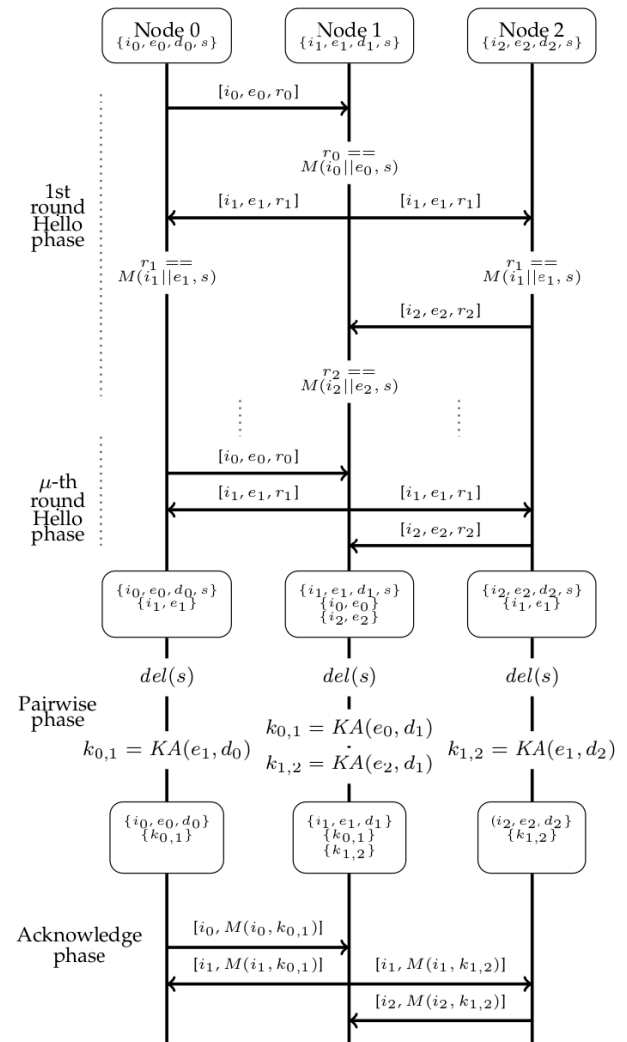 Node 0
{i₀, e₀, d₀, s}
Node 1
{i₁, e₁, d₁, s}
Node 2
{i₂, e₂, d₂, s}
[i₀, e₀, r₀]
r₀ ==
M(i₀||e₀, s)
1st
round
Hello
phase
[i₁, e₁, r₁]
[i₁, e₁, r₁]
r₁ ==
M(i₁||e₁, s)
r₁ ==
M(i₁||e₁, s)
[i₂, e₂, r₂]
r₂ ==
M(i₂||e₂, s)
μ-th
round
Hello
phase
[i₀, e₀, r₀]
[i₁, e₁, r₁]
[i₁, e₁, r₁]
[i₂, e₂, r₂]
{i₀, e₀, d₀, s}
{i₁, e₁}
{i₁, e₁, d₁, s}
{i₀, e₀}
{i₂, e₂}
{i₂, e₂, d₂, s}
{i₁, e₁}
del(s)
del(s)
del(s)
Pairwise
phase
k₀,₁ = KA(e₁, d₀)
k₀,₁ = KA(e₀, d₁)
k₁,₂ = KA(e₂, d₁)
k₁,₂ = KA(e₁, d₂)
{i₀, e₀, d₀}
{k₀,₁}
{i₁, e₁, d₁}
{k₀,₁}
{k₁,₂}
(i₂, e₂, d₂}
{k₁,₂}
Acknowledge
phase
[i₀, M(i₀, k₀,₁)]
[i₁, M(i₁, k₀,₁)]
[i₁, M(i₁, k₁,₂)]
[i₂, M(i₂, k₁,₂)]